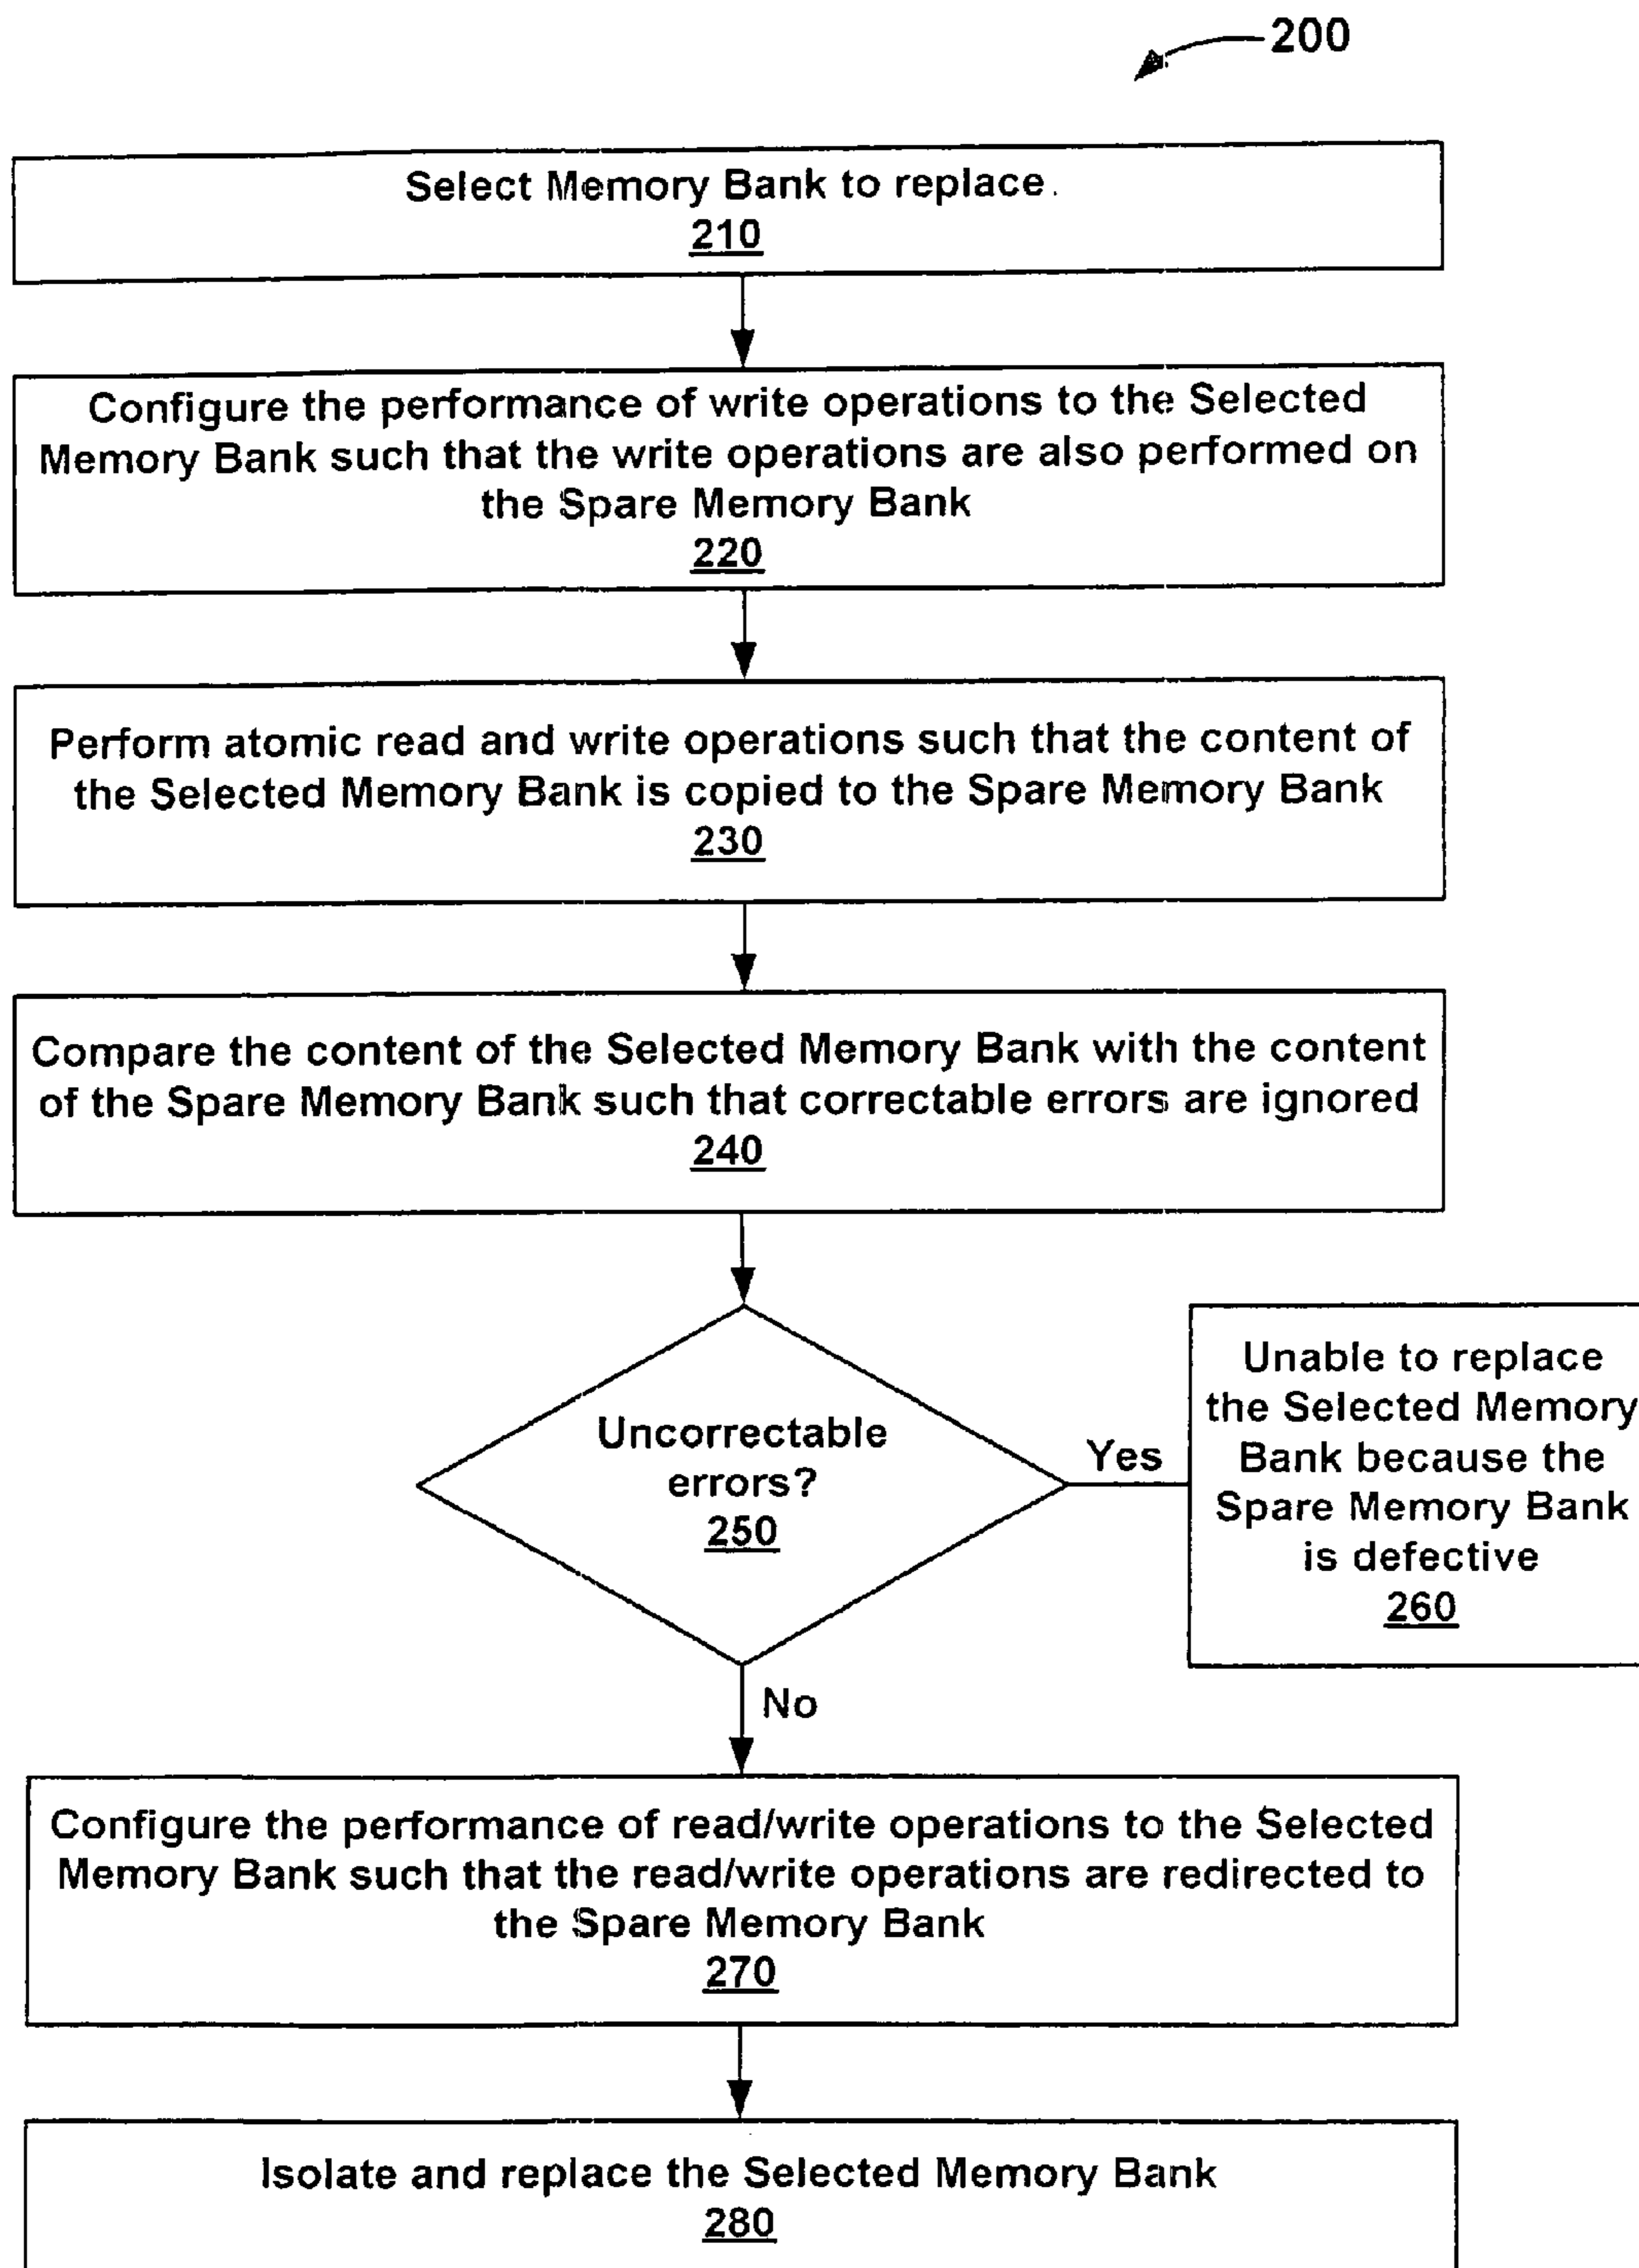 200
Select Memory Bank to replace.
210
Configure the performance of write operations to the Selected
Memory Bank such that the write operations are also performed on
the Spare Memory Bank
220
Perform atomic read and write operations such that the content of
the Selected Memory Bank is copied to the Spare Memory Bank
230
Compare the content of the Selected Memory Bank with the content
of the Spare Memory Bank such that correctable errors are ignored
240
Uncorrectable
errors?
250
Yes
Unable to replace
the Selected Memory
Bank because the
Spare Memory Bank
is defective
260
No
Configure the performance of read/write operations to the Selected
Memory Bank such that the read/write operations are redirected to
the Spare Memory Bank
270
Isolate and replace the Selected Memory Bank
280